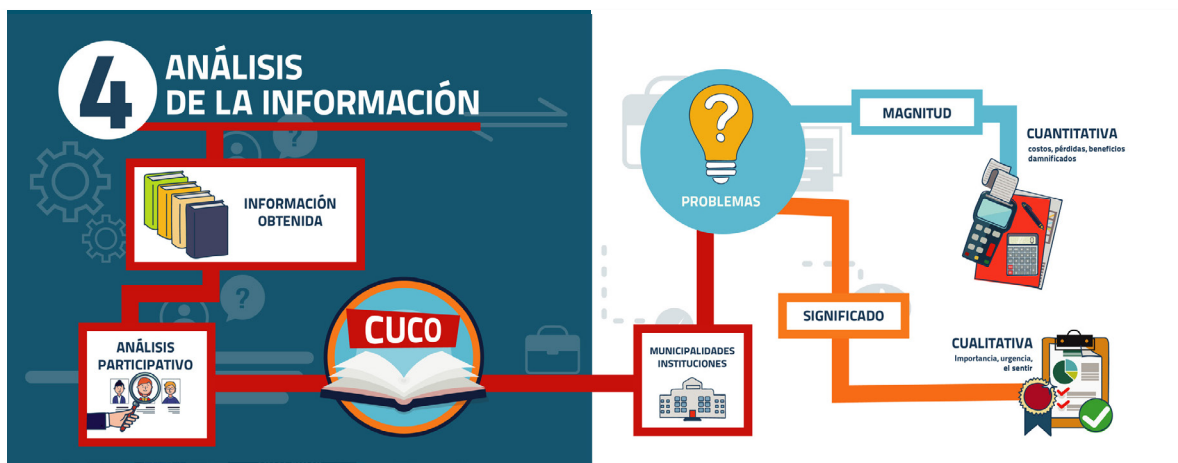 4
ANÁLISIS
DE LA INFORMACIÓN
INFORMACIÓN
OBTENIDA
?
?
ANÁLISIS
PARTICIPATIVO
CUCO
MUNICIPALIDADES
INSTITUCIONES
?
PROBLEMAS
MAGNITUD
CUANTITATIVA
costos, pérdidas, beneficios
damnificados
SIGNIFICADO
CUALITATIVA
Importancia, urgencia,
el sentir